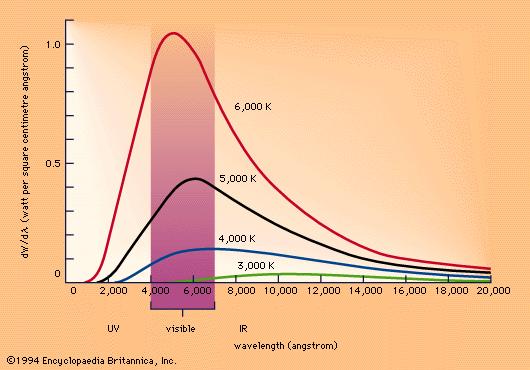 dW/dλ (watt per square centimetre angstrom)
1.0
0.5
0
6,000 K
5,000 K
4,000 K
3,000 K
0 2,000 4,000 6,000 8,000 10,000 12,000 14,000 16,000 18,000 20,000
UV visible IR
wavelength (angstrom)
©1994 Encyclopaedia Britannica, Inc.